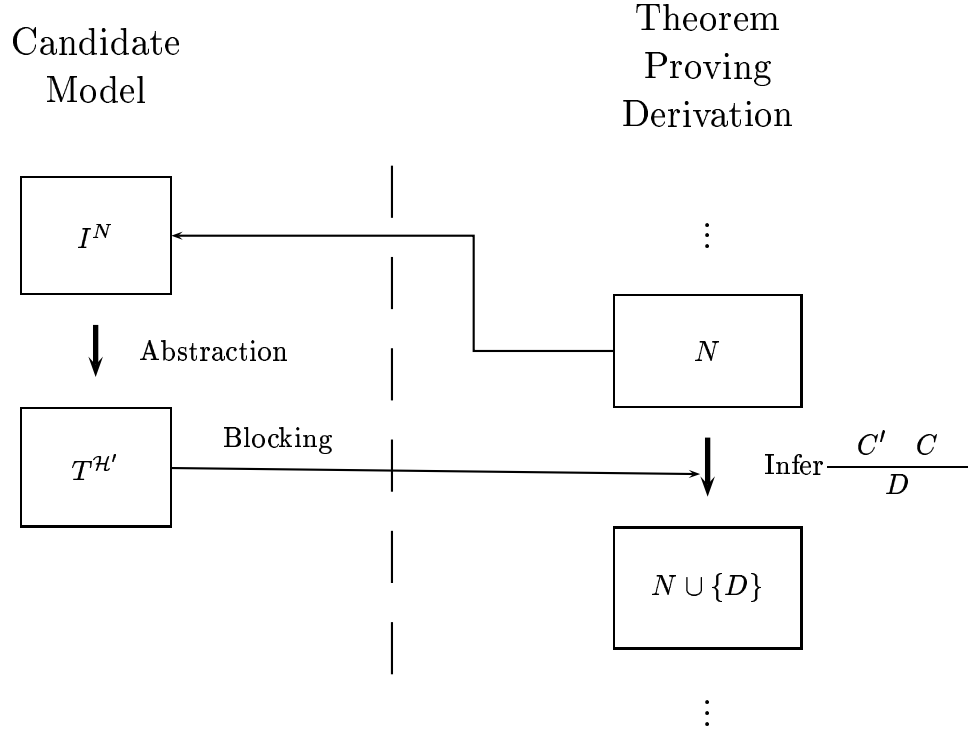 Candidate
Model
Theorem
Proving
Derivation
I^N
⋮
Abstraction
N
T^{ℋ′}
Blocking
Infer C′ C
D
N ∪ {D}
⋮